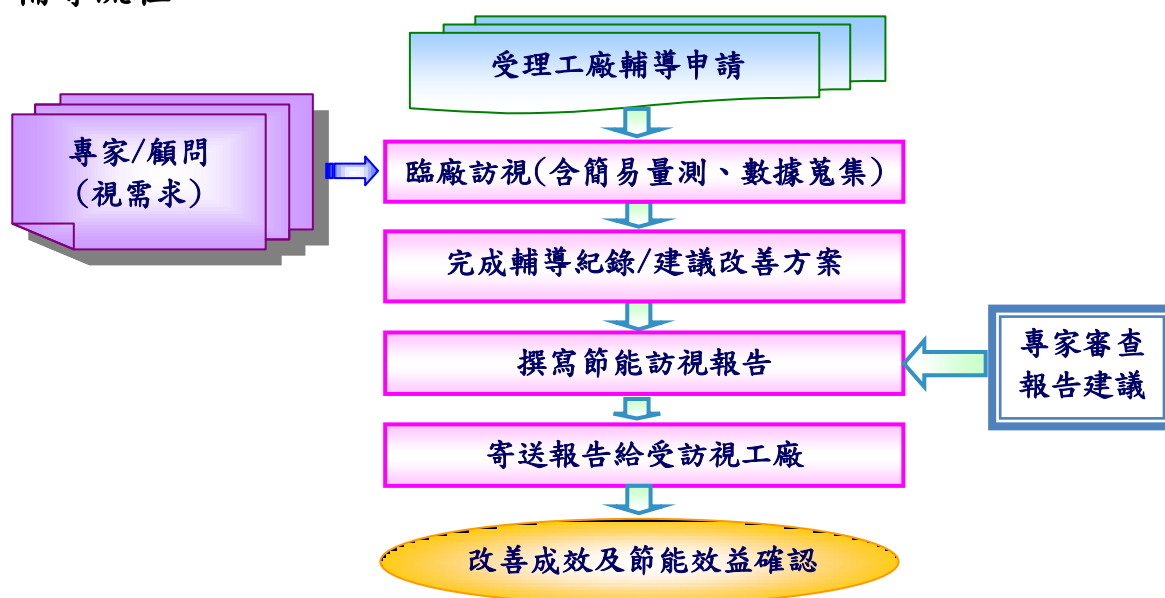 受理工廠輔導申請
專家/顧問
(視需求)
臨廠訪視(含簡易量測、數據蒐集)
完成輔導紀錄/建議改善方案
撰寫節能訪視報告
專家審查
報告建議
寄送報告給受訪視工廠
改善成效及節能效益確認